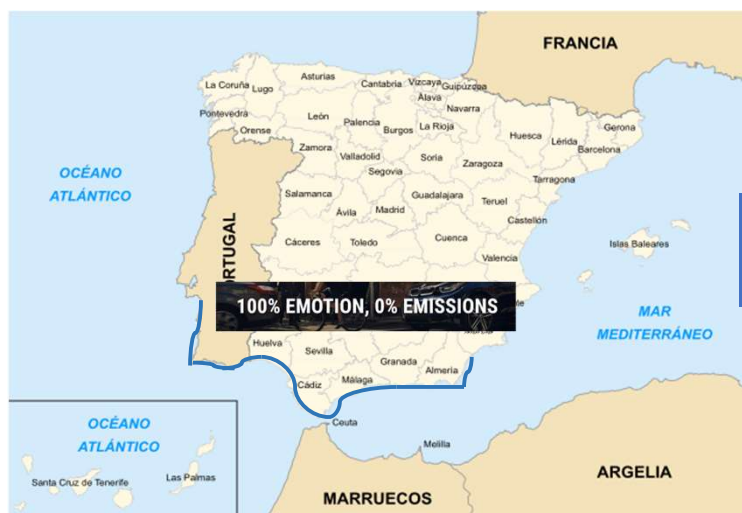 FRANCIA
Asturias
La Coruña
Lugo
Cantabria
Vizcaya
Guipúzcoa
Álava
Navarra
Pontevedra
Orense
León
Palencia
Burgos
La Rioja
Huesca
Lérida
Gerona
Barcelona
Zamora
Valladolid
Soria
Zaragoza
Tarragona
Segovia
Salamanca
Ávila
Madrid
Guadalajara
Teruel
Castellón
Cáceres
Toledo
Cuenca
Valencia
Islas Baleares
OCÉANO
ATLÁNTICO
MAR
MEDITERRÁNEO
100% EMOTION, 0% EMISSIONS
Huelva
Sevilla
Granada
Almería
Cádiz
Málaga
Ceuta
Melilla
OCÉANO
ATLÁNTICO
Santa Cruz de Tenerife
Las Palmas
MARRUECOS
ARGELIA